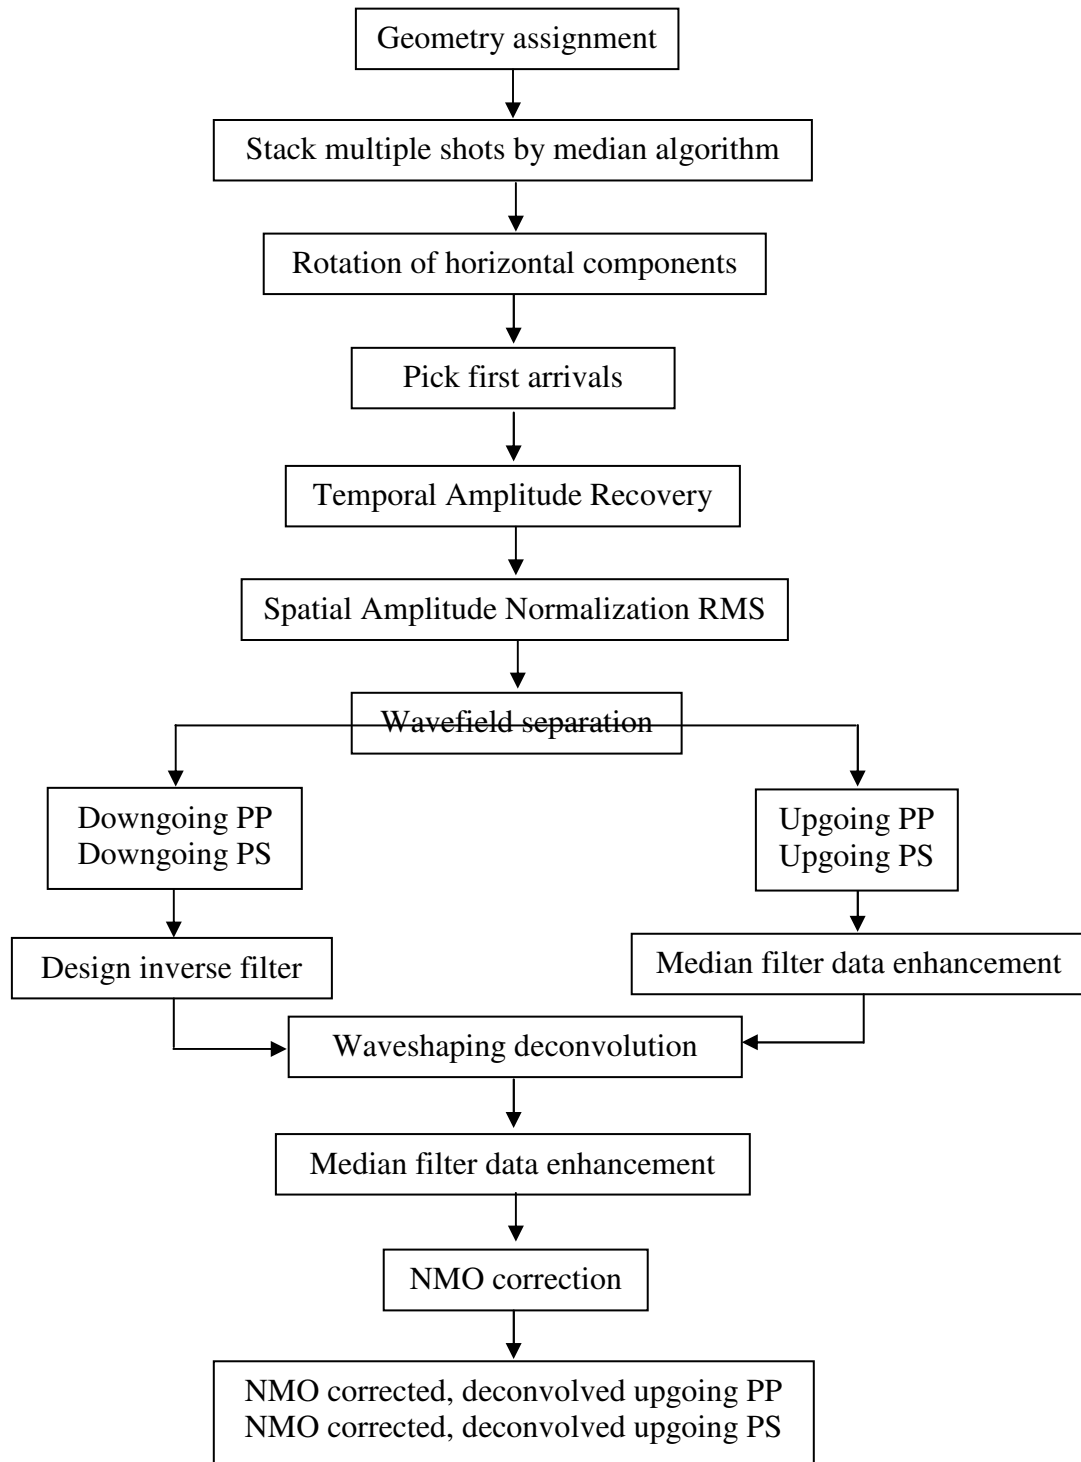 Geometry assignment
Stack multiple shots by median algorithm
Rotation of horizontal components
Pick first arrivals
Temporal Amplitude Recovery
Spatial Amplitude Normalization RMS
Wavefield separation
Downgoing PP
Downgoing PS
Upgoing PP
Upgoing PS
Design inverse filter
Median filter data enhancement
Waveshaping deconvolution
Median filter data enhancement
NMO correction
NMO corrected, deconvolved upgoing PP
NMO corrected, deconvolved upgoing PS